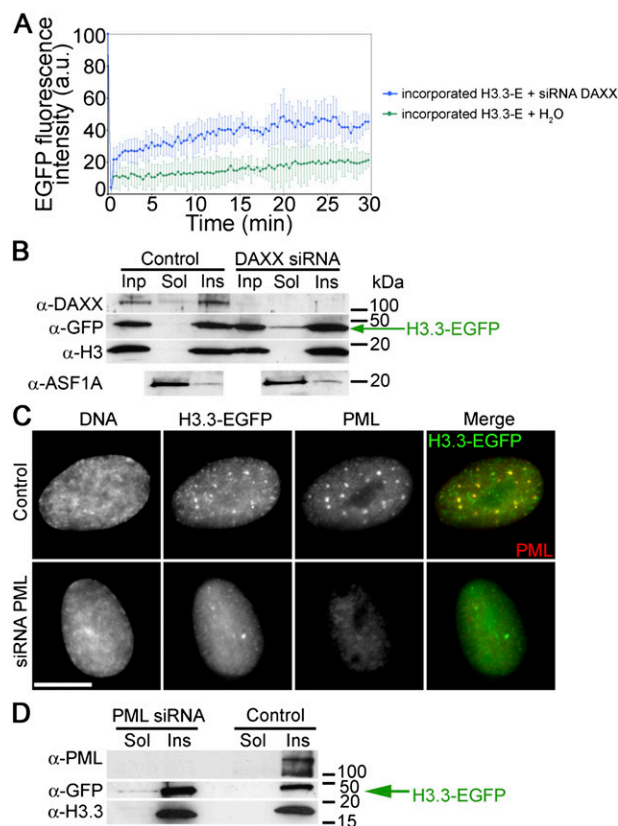 A
EGFP fluorescence
intensity (a.u.)
100
80
60
40
20
0
0 5 10 15 20 25 30
Time (min)
incorporated H3.3-E + siRNA DAXX
incorporated H3.3-E + H₂O
B
Control DAXX siRNA
Inp Sol Ins Inp Sol Ins kDa
α-DAXX 100
α-GFP 50 H3.3-EGFP
α-H3 20
α-ASF1A 20
C
DNA H3.3-EGFP PML Merge
Control
H3.3-EGFP
PML
siRNA PML
D
PML siRNA Control
Sol Ins Sol Ins
α-PML 100
α-GFP 50 H3.3-EGFP
α-H3.3 20
15